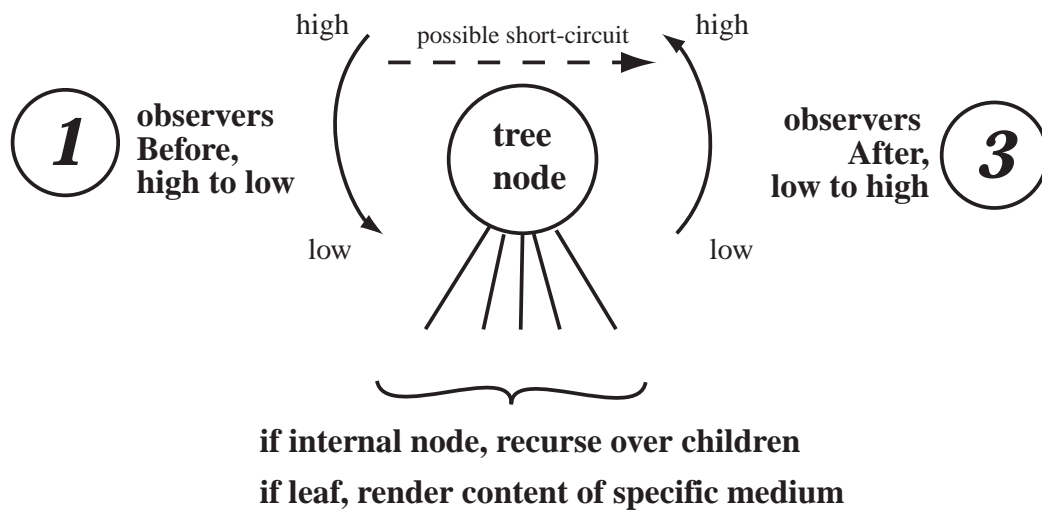 high
possible short-circuit
high
1
observers
Before,
high to low
tree
node
observers
After,
low to high
3
low
low
if internal node, recurse over children
if leaf, render content of specific medium